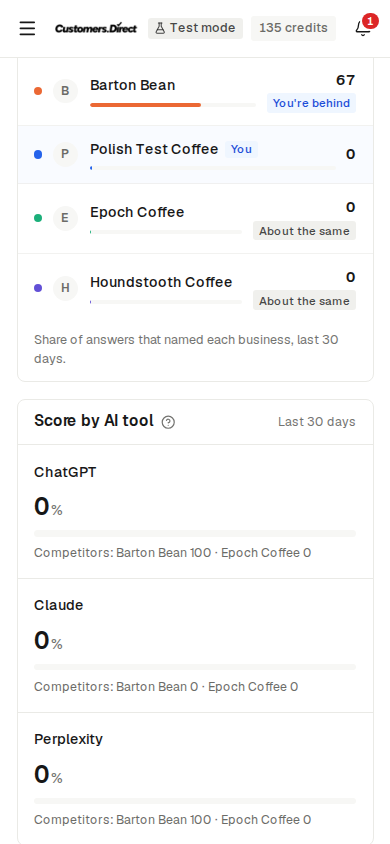 Customers.Direct
Test mode
135 credits
1
B
Barton Bean
67
You're behind
P
Polish Test Coffee
You
0
E
Epoch Coffee
0
About the same
H
Houndstooth Coffee
0
About the same
Share of answers that named each business, last 30
days.
Score by AI tool
?
Last 30 days
ChatGPT
0%
Competitors: Barton Bean 100 · Epoch Coffee 0
Claude
0%
Competitors: Barton Bean 0 · Epoch Coffee 0
Perplexity
0%
Competitors: Barton Bean 100 · Epoch Coffee 0